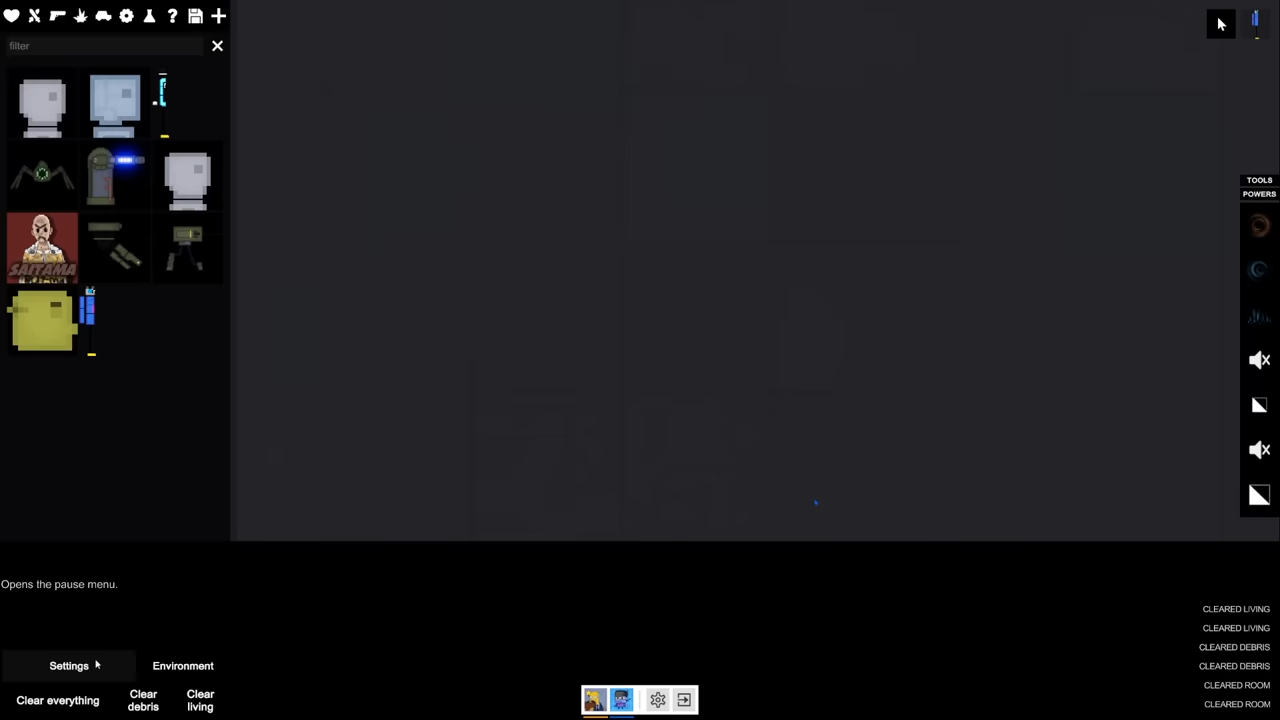 filter
TOOLS
POWERS
SAITAMA
Opens the pause menu.
CLEARED LIVING
CLEARED LIVING
CLEARED DEBRIS
CLEARED DEBRIS
CLEARED ROOM
CLEARED ROOM
Settings
Environment
Clear everything
Clear
debris
Clear
living